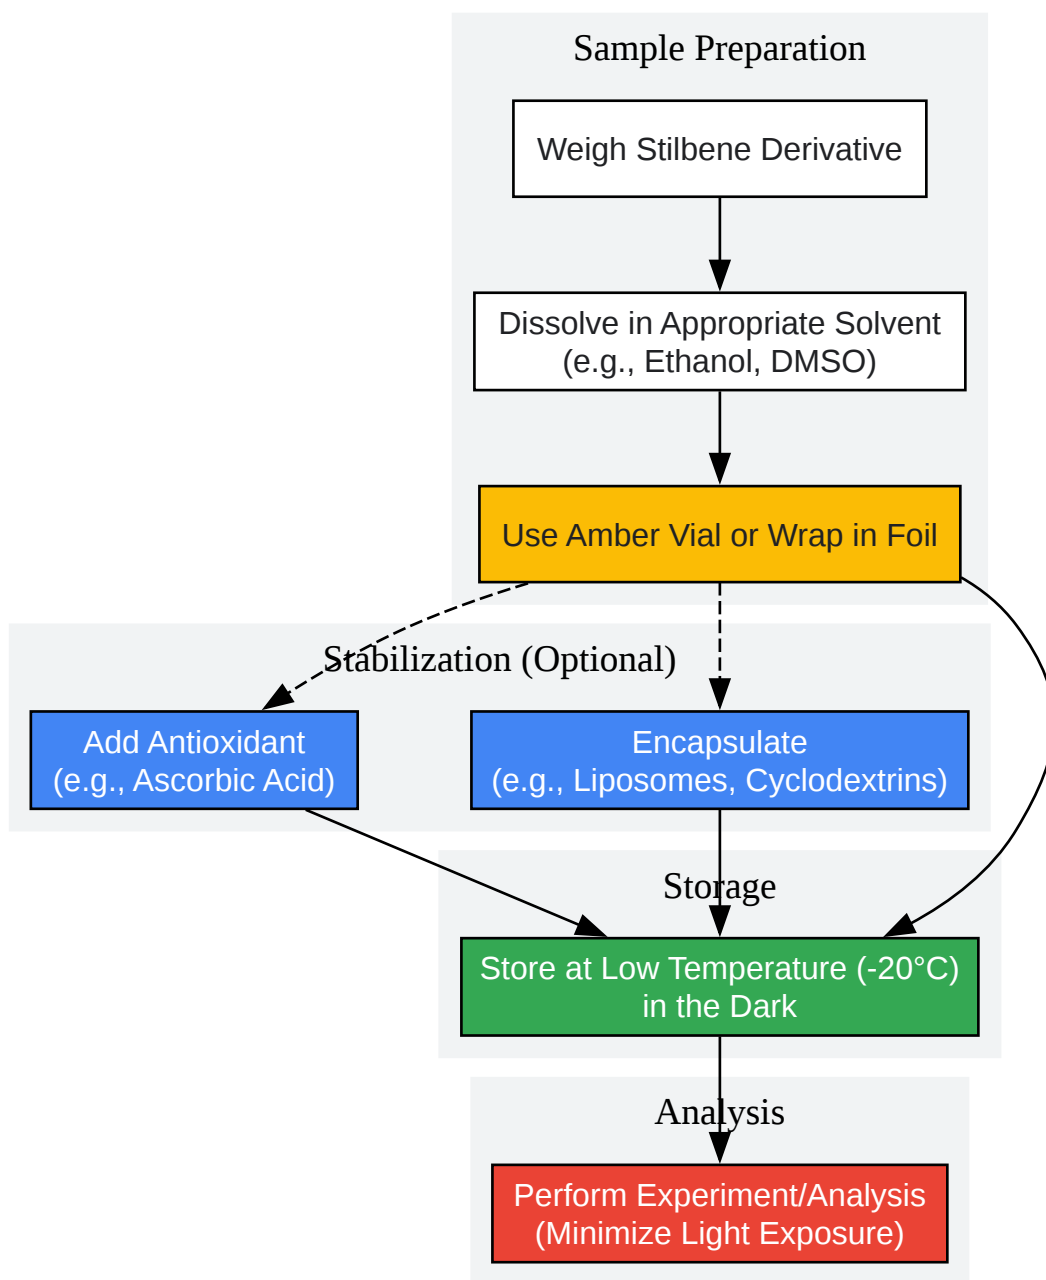 Sample Preparation
Weigh Stilbene Derivative
Dissolve in Appropriate Solvent
(e.g., Ethanol, DMSO)
Use Amber Vial or Wrap in Foil
Stabilization (Optional)
Add Antioxidant
(e.g., Ascorbic Acid)
Encapsulate
(e.g., Liposomes, Cyclodextrins)
Storage
Store at Low Temperature (-20°C)
in the Dark
Analysis
Perform Experiment/Analysis
(Minimize Light Exposure)